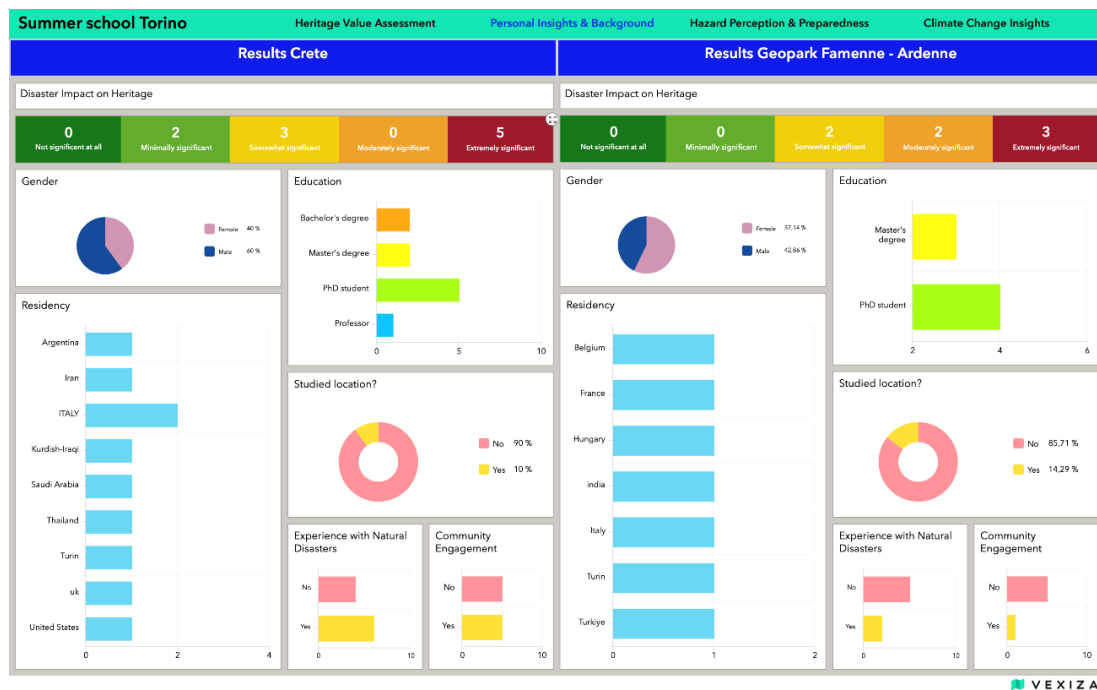 Summer school Torino
Heritage Value Assessment
Personal Insights & Background
Hazard Perception & Preparedness
Climate Change Insights
Results Crete
Disaster Impact on Heritage
0
Not significant at all
2
Minimally significant
3
Somewhat significant
0
Moderately significant
5
Extremely significant
Gender
Female 40 %
Male 60 %
Education
Bachelor's degree
Master's degree
PhD student
Professor
0 5 10
Residency
Argentina
Iran
ITALY
Kurdish-Iraqi
Saudi Arabia
Thailand
Turin
uk
United States
0 2 4
Studied location?
No 90 %
Yes 10 %
Experience with Natural
Disasters
No
Yes
0 10
Community
Engagement
No
Yes
0 10
Results Geopark Famenne - Ardenne
Disaster Impact on Heritage
0
Not significant at all
0
Minimally significant
2
Somewhat significant
2
Moderately significant
3
Extremely significant
Gender
Female 57,14 %
Male 42,86 %
Education
Master's
degree
PhD student
2 4 6
Residency
Belgium
France
Hungary
india
Italy
Turin
Turkiye
0 1 2
Studied location?
No 85,71 %
Yes 14,29 %
Experience with Natural
Disasters
No
Yes
0 10
Community
Engagement
No
Yes
0 10
VEXIZA